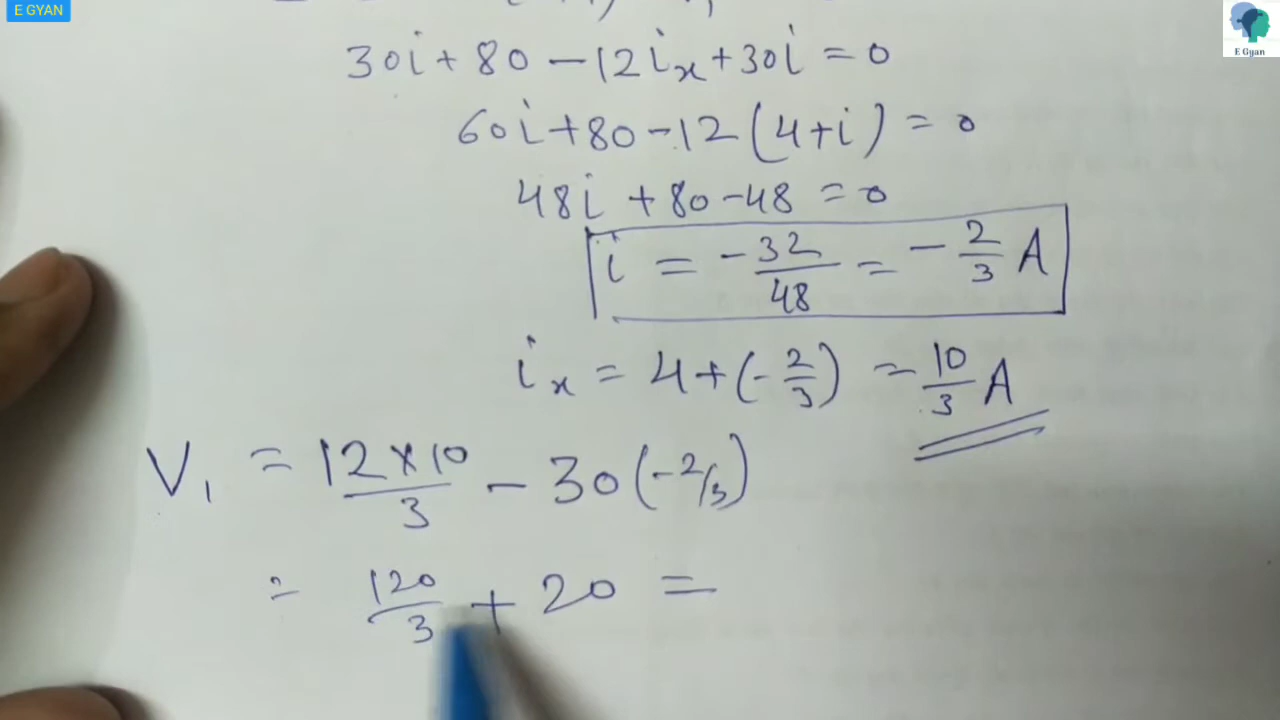 E GYAN
E Gyan
30i + 80 - 12ix + 30i = 0
60i + 80 - 12 (4+i) = 0
48i + 80 - 48 = 0
i = -32/48 = -2/3 A
ix = 4 + (-2/3) = 10/3 A
V1 = 12×10/3 - 30(-2/3)
= 120/3 + 20 =